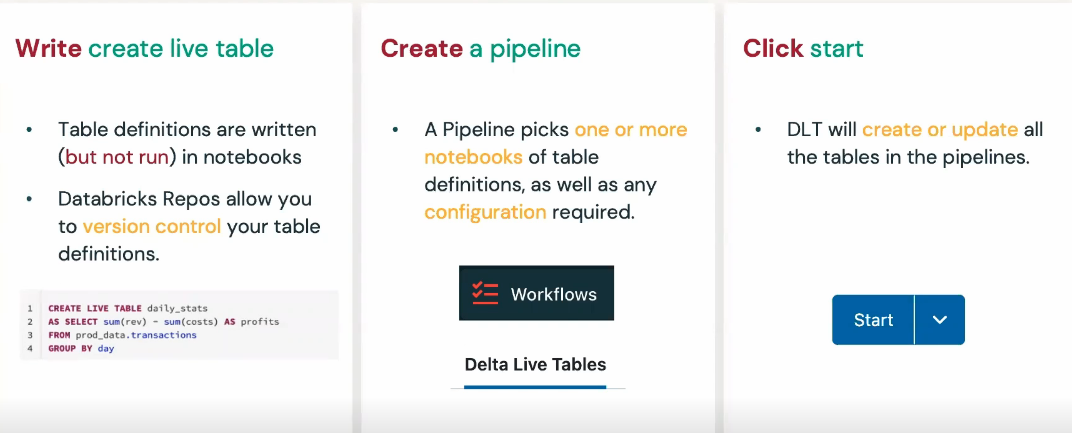 Write create live table
• Table definitions are written
(but not run) in notebooks
• Databricks Repos allow you
to version control your table
definitions.
1 CREATE LIVE TABLE daily_stats
2 AS SELECT sum(rev) - sum(costs) AS profits
3 FROM prod_data.transactions
4 GROUP BY day
Create a pipeline
• A Pipeline picks one or more
notebooks of table
definitions, as well as any
configuration required.
Workflows
Delta Live Tables
Click start
• DLT will create or update all
the tables in the pipelines.
Start